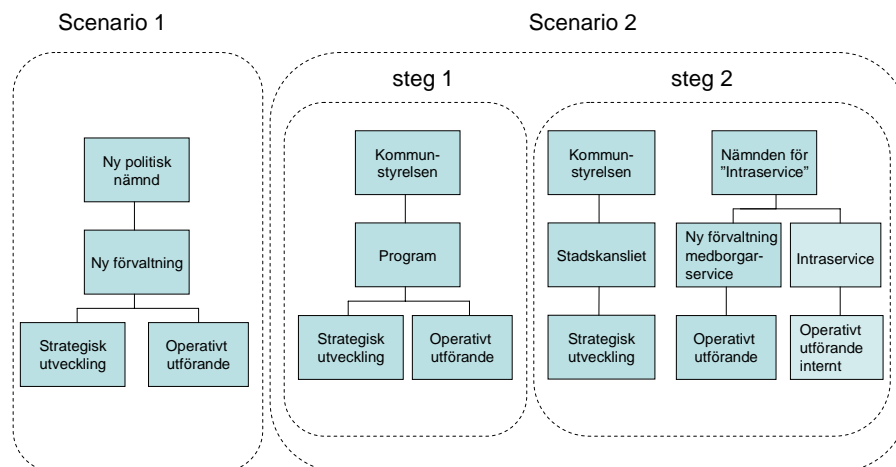 Scenario 1
Scenario 2
steg 1
steg 2
Ny politisk
nämnd
Ny förvaltning
Strategisk
utveckling
Operativt
utförande
Kommun-
styrelsen
Program
Strategisk
utveckling
Operativt
utförande
Kommun-
styrelsen
Stadskansliet
Strategisk
utveckling
Nämnden för
”Intraservice”
Ny förvaltning
medborgar-
service
Operativt
utförande
Intraservice
Operativt
utförande
internt